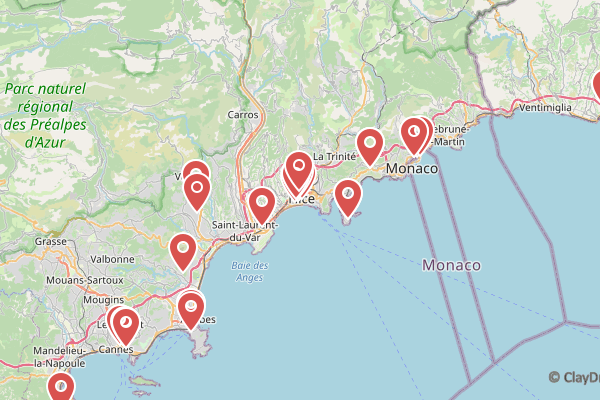 Parc naturel
régional
des Préalpes
d'Azur
Carros
Ventimiglia
La Trinité
-Martin
Monaco
Nice
Saint-Laurent-
du-Var
Grasse
Valbonne
Baie des
Anges
Monaco
Mouans-Sartoux
Mougins
Cannes
Mandelieu-
la-Napoule